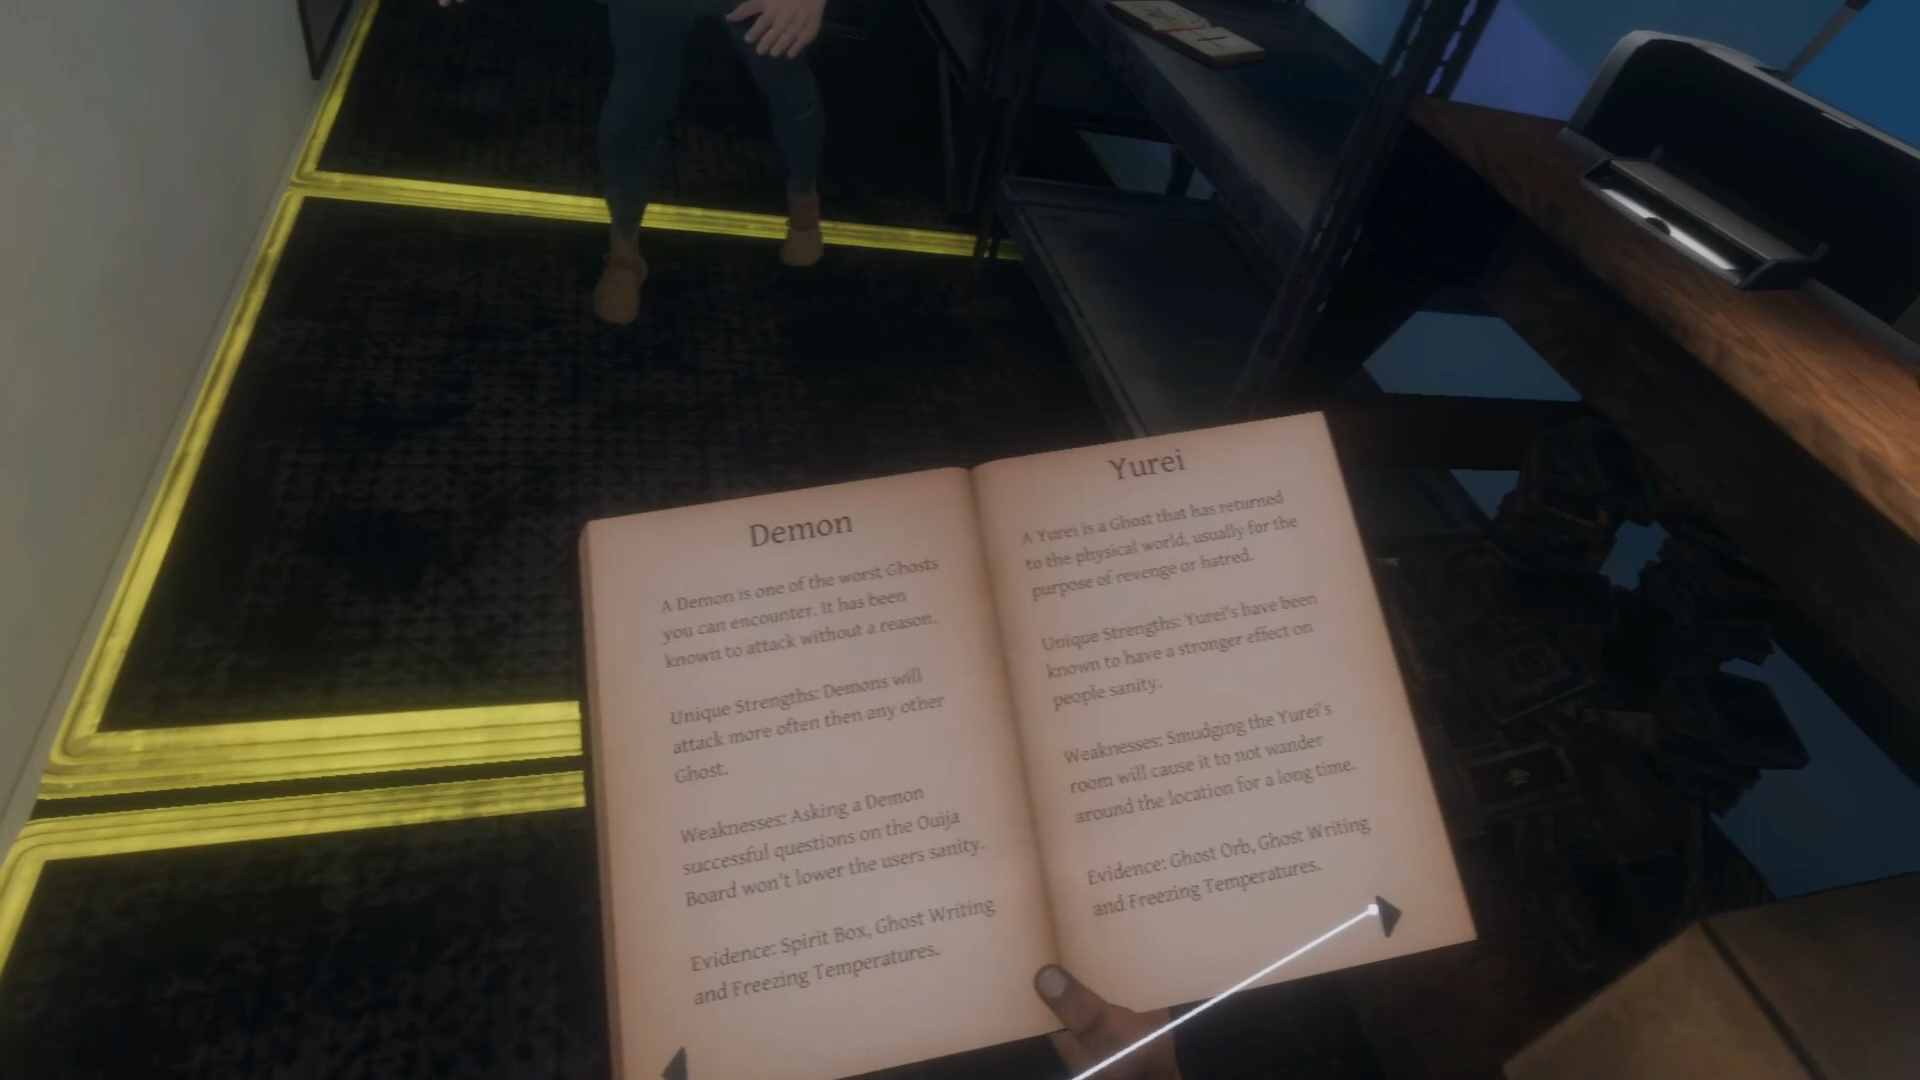 Demon
A Demon is one of the worst Ghosts
you can encounter. It has been
known to attack without a reason.
Unique Strengths: Demons will
attack more often then any other
Ghost.
Weaknesses: Asking a Demon
successful questions on the Ouija
Board won't lower the users sanity.
Evidence: Spirit Box, Ghost Writing
and Freezing Temperatures.
Yurei
A Yurei is a Ghost that has returned
to the physical world, usually for the
purpose of revenge or hatred.
Unique Strengths: Yurei's have been
known to have a stronger effect on
people sanity.
Weaknesses: Smudging the Yurei's
room will cause it to not wander
around the location for a long time.
Evidence: Ghost Orb, Ghost Writing
and Freezing Temperatures.